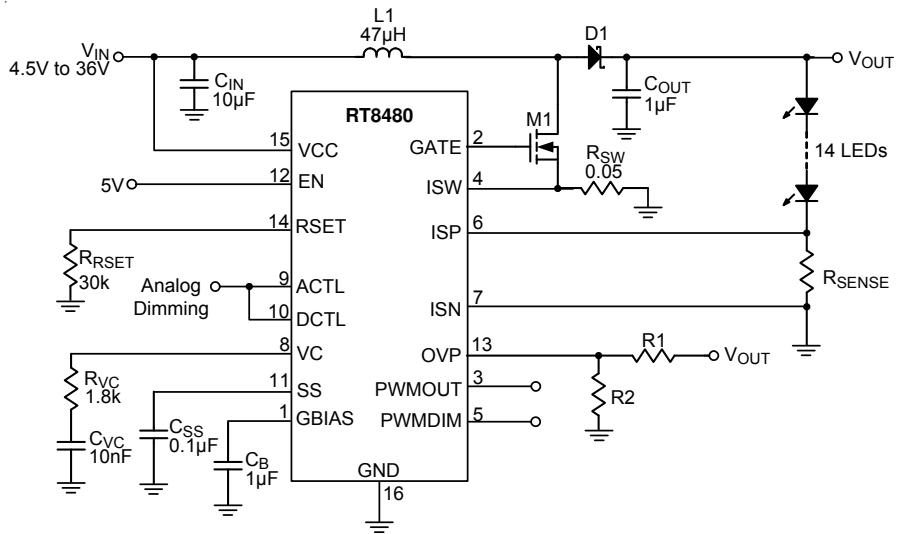 L1
47µH
D1
VIN
4.5V to 36V
VOUT
CIN
10µF
COUT
1µF
RT8480
M1
15
VCC
GATE
2
RSW
0.05
14 LEDs
5V
12
EN
ISW
4
14
RSET
ISP
6
RRSET
30k
Analog
Dimming
9
ACTL
RSENSE
10
DCTL
ISN
7
8
VC
OVP
13
R1
VOUT
RVC
1.8k
11
SS
PWMOUT
3
R2
1
GBIAS
PWMDIM
5
CVC
10nF
CSS
0.1µF
CB
1µF
GND
16